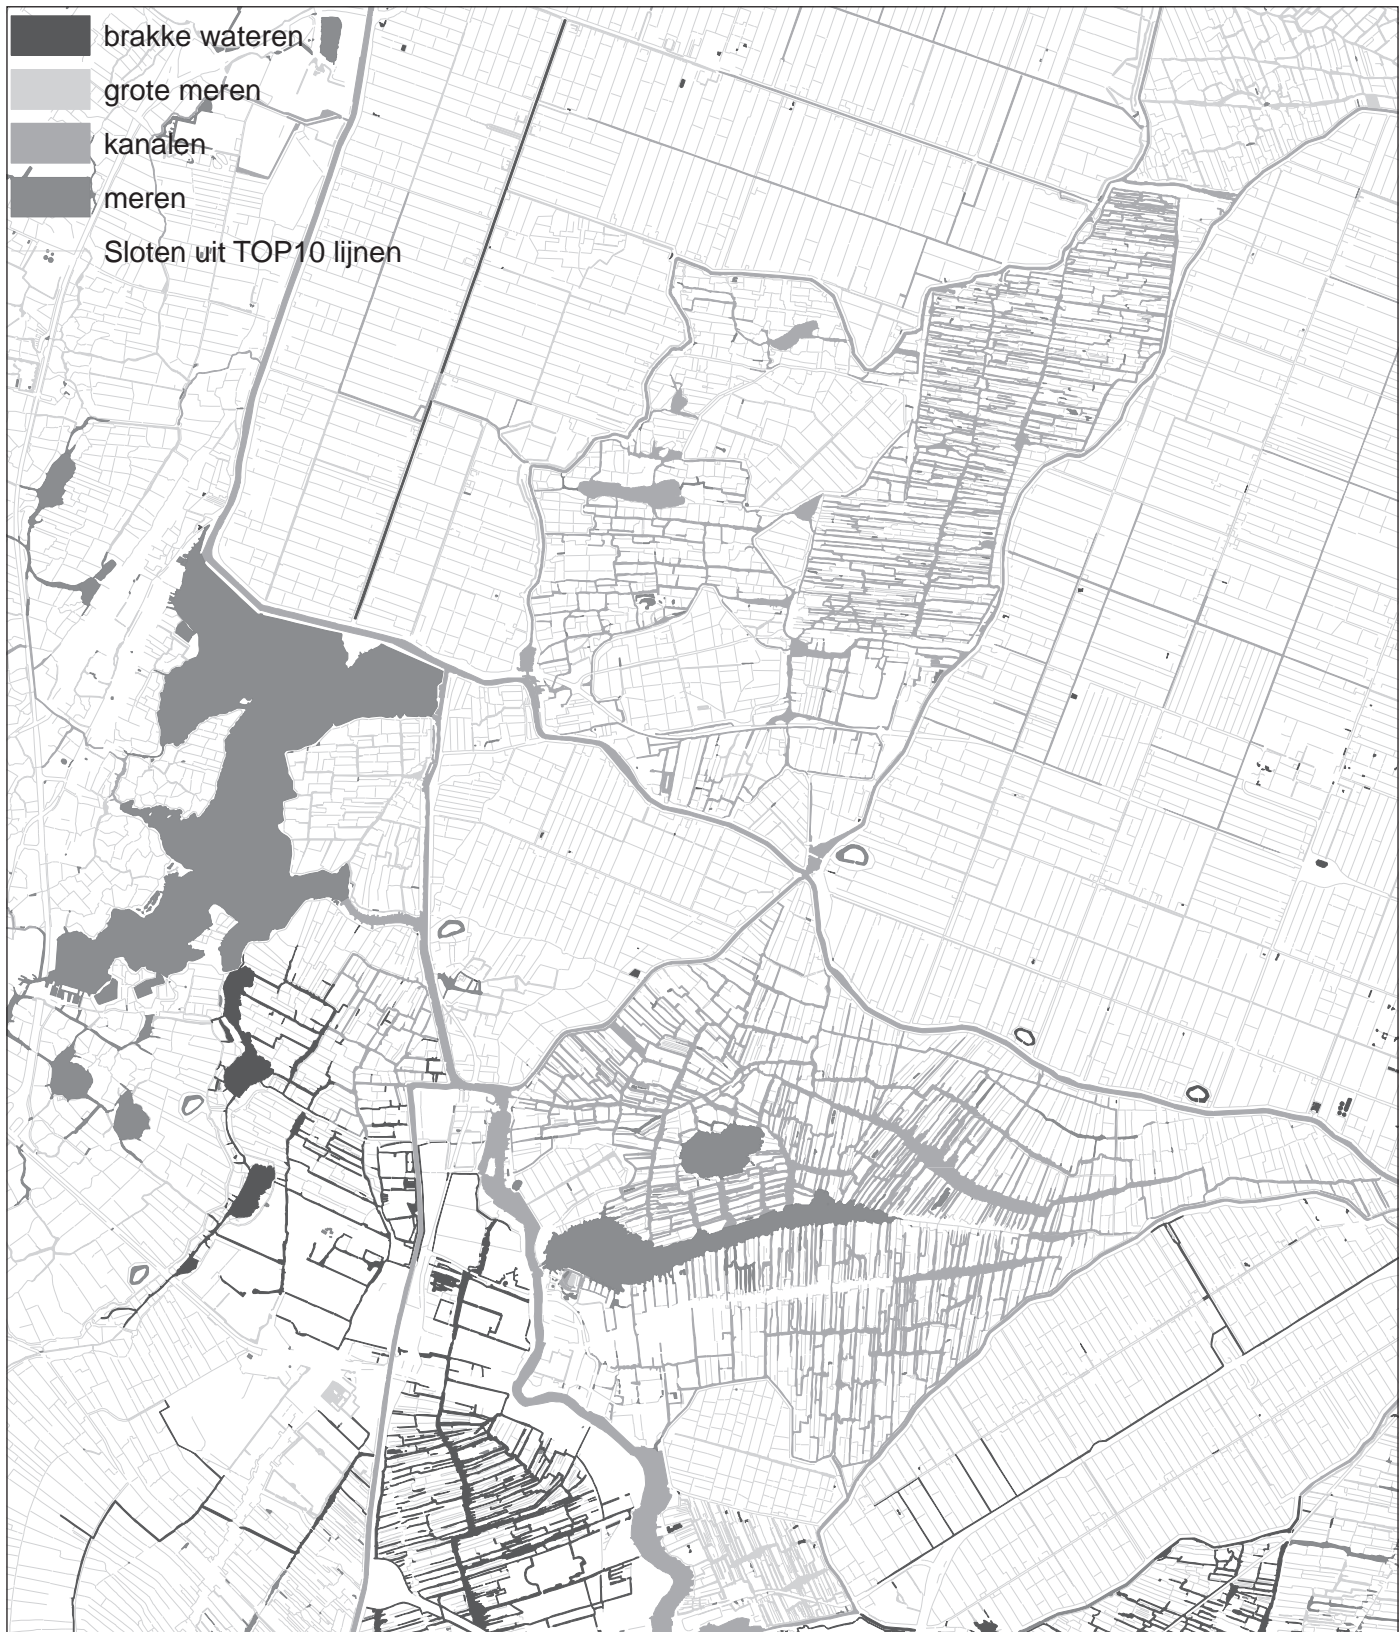 brakke wateren
grote meren
kanalen
meren
Sloten uit TOP10 lijnen